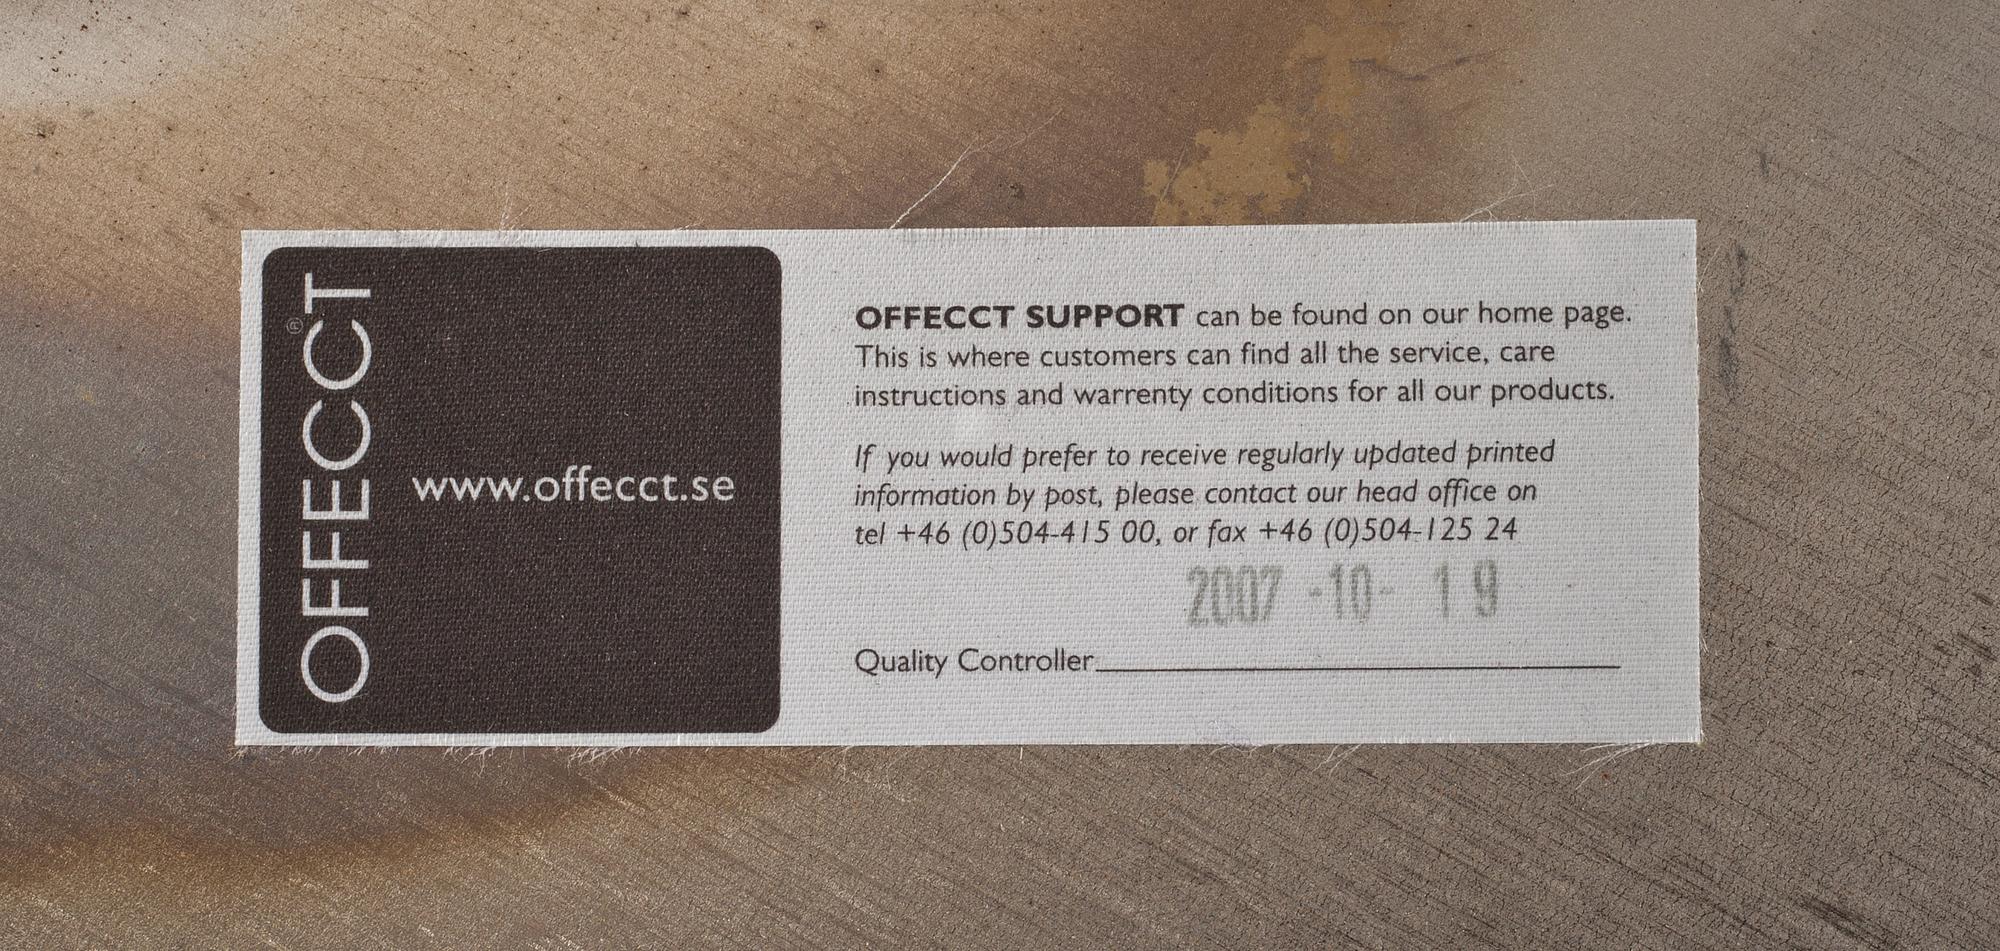 OFFECCT®
www.offecct.se
OFFECCT SUPPORT can be found on our home page.
This is where customers can find all the service, care
instructions and warrenty conditions for all our products.
If you would prefer to receive regularly updated printed
information by post, please contact our head office on
tel +46 (0)504-415 00, or fax +46 (0)504-125 24
2007 -10- 19
Quality Controller